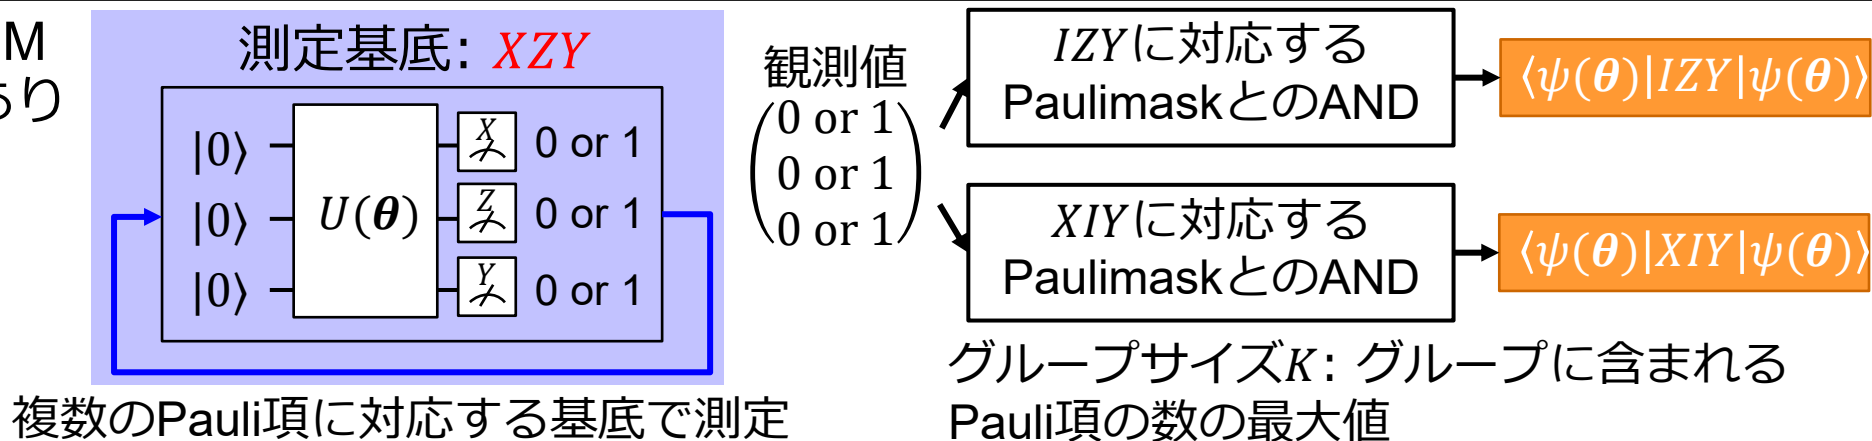 M
あり
測定基底: XZY
|0⟩
|0⟩
|0⟩
U(θ)
X
0 or 1
Z
0 or 1
Y
0 or 1
複数のPauli項に対応する基底で測定
観測値
0 or 1
0 or 1
0 or 1
IZYに対応する
PaulimaskとのAND
⟨ψ(θ)|IZY|ψ(θ)⟩
XIYに対応する
PaulimaskとのAND
⟨ψ(θ)|XIY|ψ(θ)⟩
グループサイズK: グループに含まれる
Pauli項の数の最大値